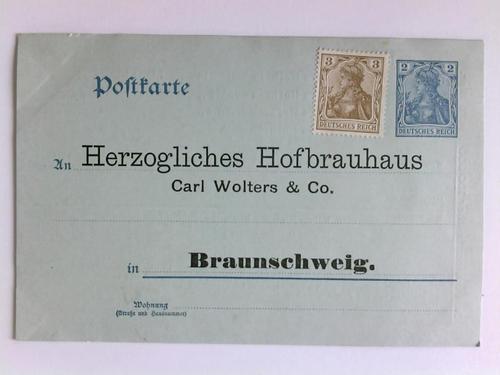 3 3
DEUTSCHES REICH
2 2
DEUTSCHES REICH
Postkarte
An Herzogliches Hofbrauhaus
Carl Wolters & Co.
in Braunschweig.
Wohnung
(Straße und Hausnummer)